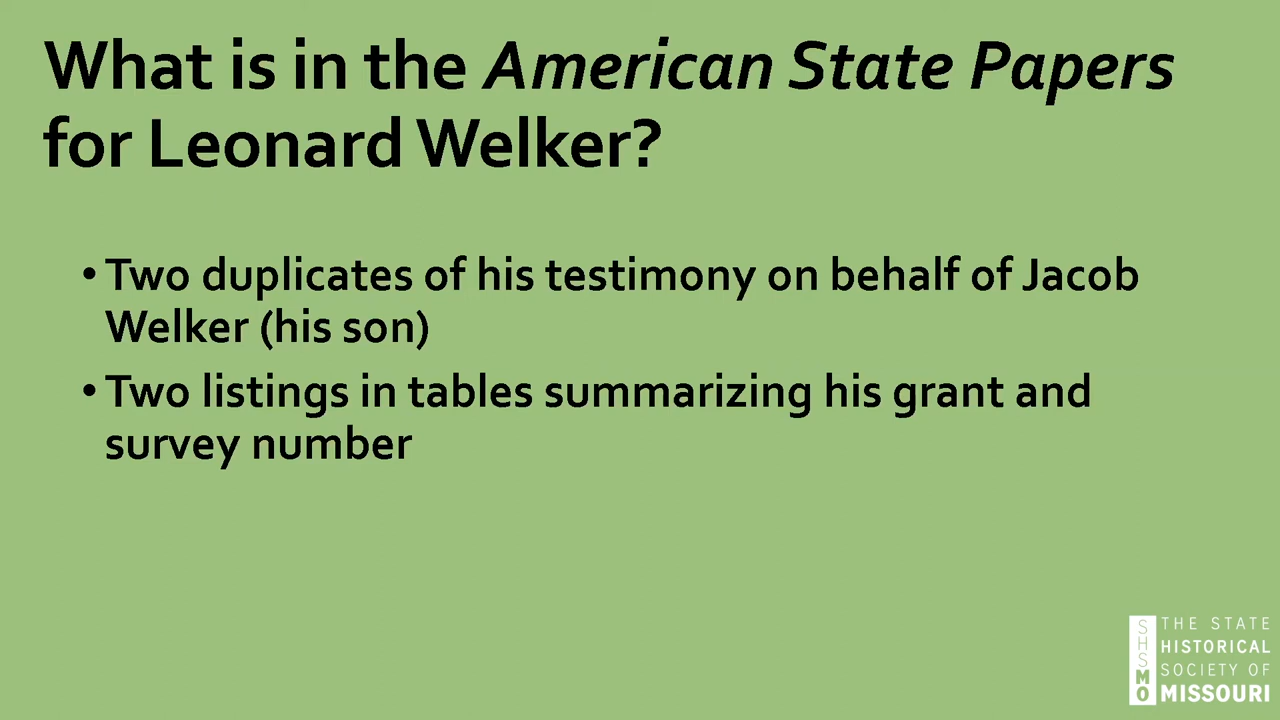 What is in the American State Papers
for Leonard Welker?
• Two duplicates of his testimony on behalf of Jacob
Welker (his son)
• Two listings in tables summarizing his grant and
survey number
SHSMO
THE STATE
HISTORICAL
SOCIETY OF
MISSOURI